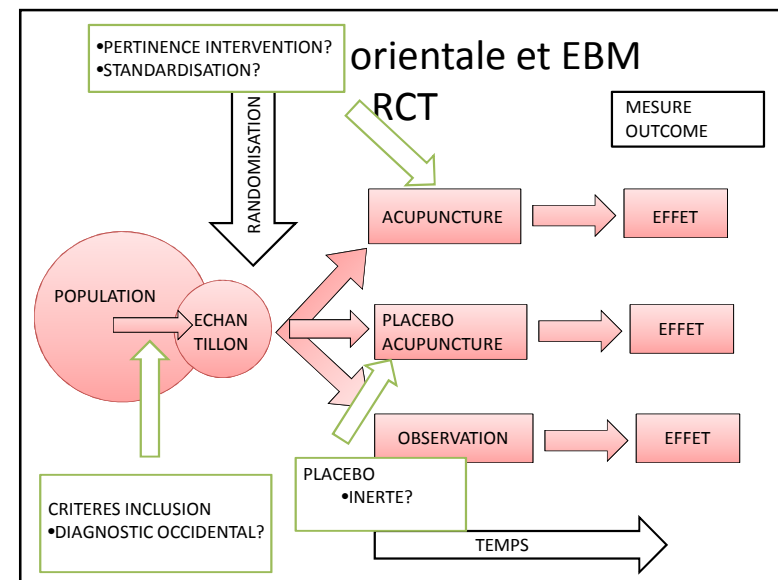 •PERTINENCE INTERVENTION?
•STANDARDISATION?
orientale et EBM
RCT
MESURE
OUTCOME
RANDOMISATION
ACUPUNCTURE
EFFET
POPULATION
ECHAN
TILLON
PLACEBO
ACUPUNCTURE
EFFET
OBSERVATION
EFFET
PLACEBO
•INERTE?
CRITERES INCLUSION
•DIAGNOSTIC OCCIDENTAL?
TEMPS